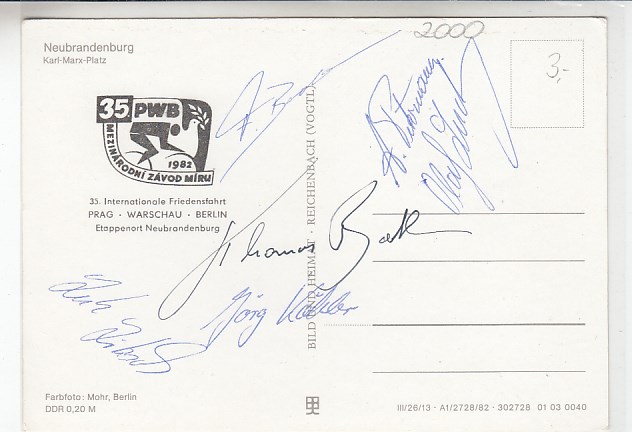 Neubrandenburg
Karl-Marx-Platz
2000
3,-
35 PWB
1982
MEZINÁRODNÍ ZÁVOD MÍRU
35. Internationale Friedensfahrt
PRAG · WARSCHAU · BERLIN
Etappenort Neubrandenburg
BILD UND HEIMAT · REICHENBACH (VOGTL)
Olaf
Thomas Barth
Jörg Köhler
Farbfoto: Mohr, Berlin
DDR 0,20 M
III/26/13 · A1/2728/82 · 302728 01 03 0040